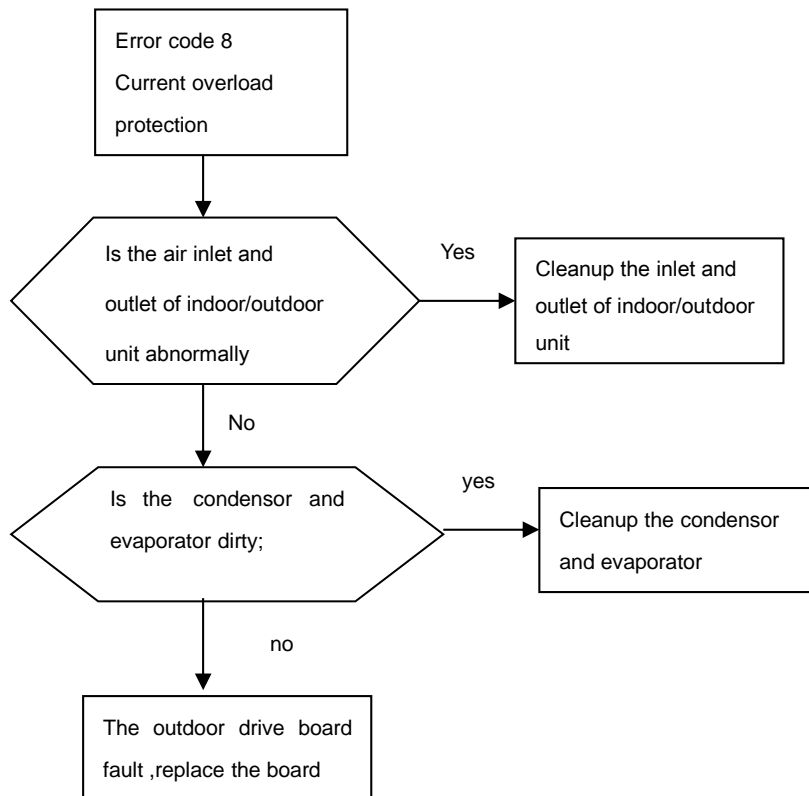 Error code 8
Current overload
protection
Is the air inlet and
outlet of indoor/outdoor
unit abnormally
Yes
Cleanup the inlet and
outlet of indoor/outdoor
unit
No
Is the condensor and
evaporator dirty;
yes
Cleanup the condensor
and evaporator
no
The outdoor drive board
fault ,replace the board